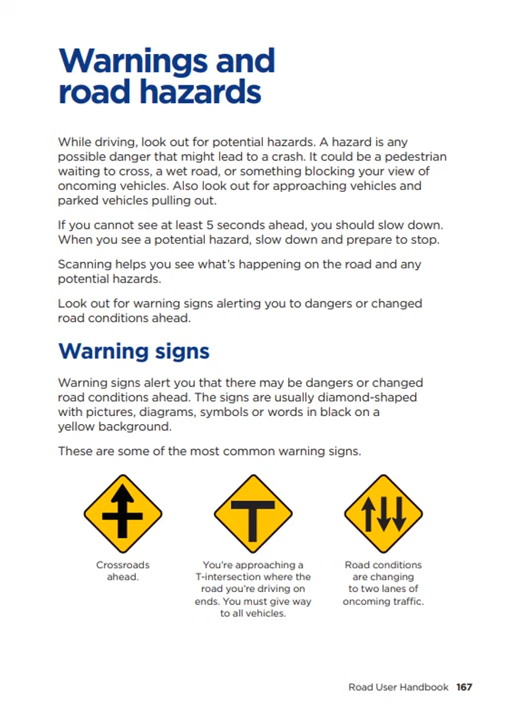 Warnings and
road hazards
While driving, look out for potential hazards. A hazard is any
possible danger that might lead to a crash. It could be a pedestrian
waiting to cross, a wet road, or something blocking your view of
oncoming vehicles. Also look out for approaching vehicles and
parked vehicles pulling out.
If you cannot see at least 5 seconds ahead, you should slow down.
When you see a potential hazard, slow down and prepare to stop.
Scanning helps you see what's happening on the road and any
potential hazards.
Look out for warning signs alerting you to dangers or changed
road conditions ahead.
Warning signs
Warning signs alert you that there may be dangers or changed
road conditions ahead. The signs are usually diamond-shaped
with pictures, diagrams, symbols or words in black on a
yellow background.
These are some of the most common warning signs.
Crossroads
ahead.
You're approaching a
T-intersection where the
road you're driving on
ends. You must give way
to all vehicles.
Road conditions
are changing
to two lanes of
oncoming traffic.
Road User Handbook 167